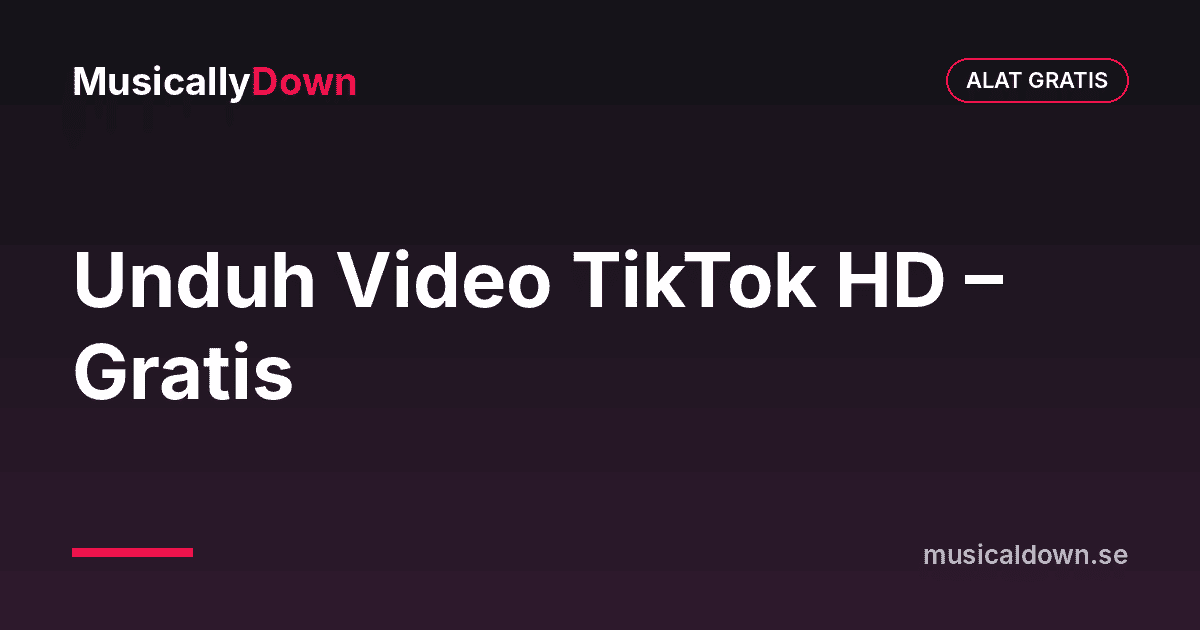 MusicallyDown
ALAT GRATIS
Unduh Video TikTok HD –
Gratis
musicaldown.se